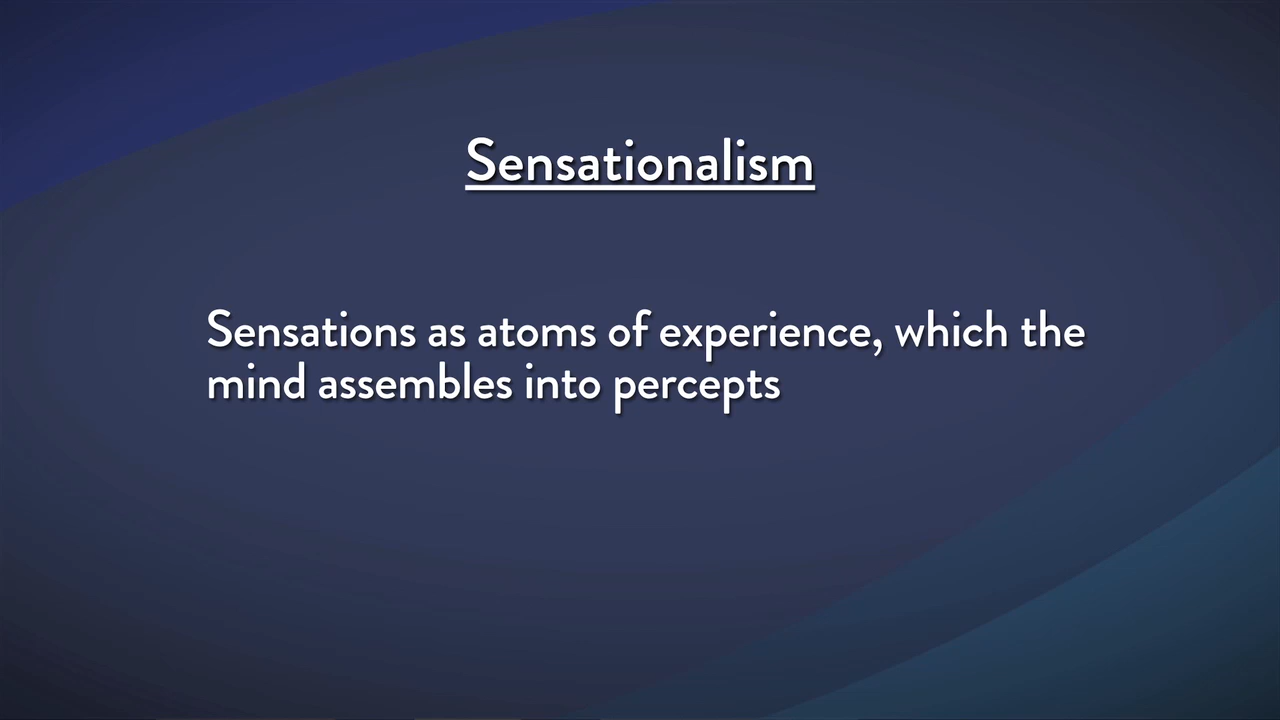 Sensationalism
Sensations as atoms of experience, which the
mind assembles into percepts